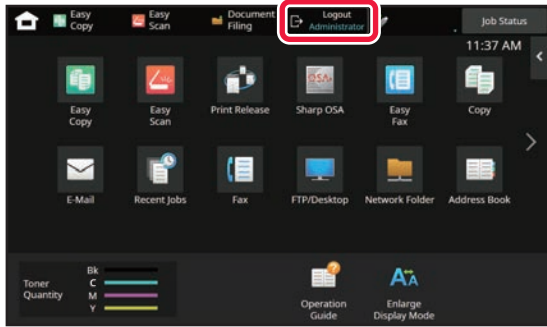 Easy
Copy
Easy
Scan
Document
Filing
Logout
Administrator
Job Status
11:37 AM
Easy
Copy
Easy
Scan
Print Release
OSA
Sharp OSA
Easy
Fax
Copy
E-Mail
Recent Jobs
Fax
FTP/Desktop
Network Folder
Address Book
Toner
Quantity
Bk
C
M
Y
Operation
Guide
Enlarge
Display Mode